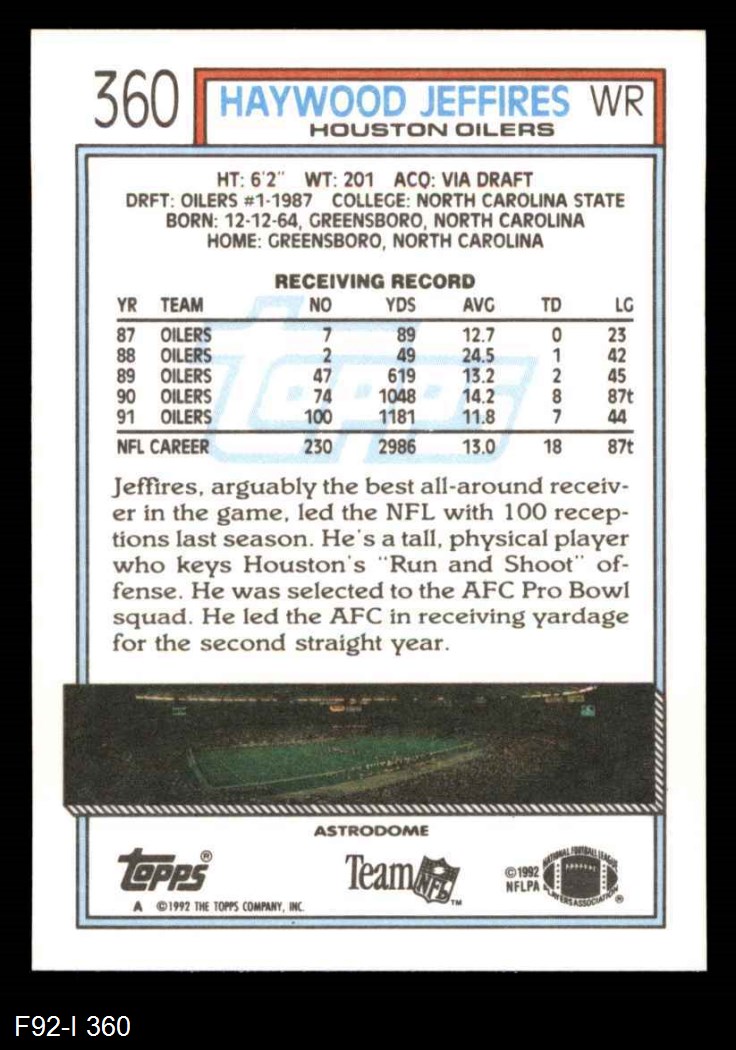 360 HAYWOOD JEFFIRES WR
HOUSTON OILERS
HT: 6'2" WT: 201 ACQ: VIA DRAFT
DRFT: OILERS #1-1987 COLLEGE: NORTH CAROLINA STATE
BORN: 12-12-64, GREENSBORO, NORTH CAROLINA
HOME: GREENSBORO, NORTH CAROLINA
RECEIVING RECORD
YR TEAM NO YDS AVG TD LG
87 OILERS 7 89 12.7 0 23
88 OILERS 2 49 24.5 1 42
89 OILERS 47 619 13.2 2 45
90 OILERS 74 1048 14.2 8 87t
91 OILERS 100 1181 11.8 7 44
NFL CAREER 230 2986 13.0 18 87t
Topps
Jeffires, arguably the best all-around receiv-
er in the game, led the NFL with 100 recep-
tions last season. He's a tall, physical player
who keys Houston's "Run and Shoot" of-
fense. He was selected to the AFC Pro Bowl
squad. He led the AFC in receiving yardage
for the second straight year.
ASTRODOME
Topps® Team NFL™ ©1992
NFLPA
NATIONAL FOOTBALL LEAGUE
PLAYERS ASSOCIATION ®
A ©1992 THE TOPPS COMPANY, INC.
F92-I 360